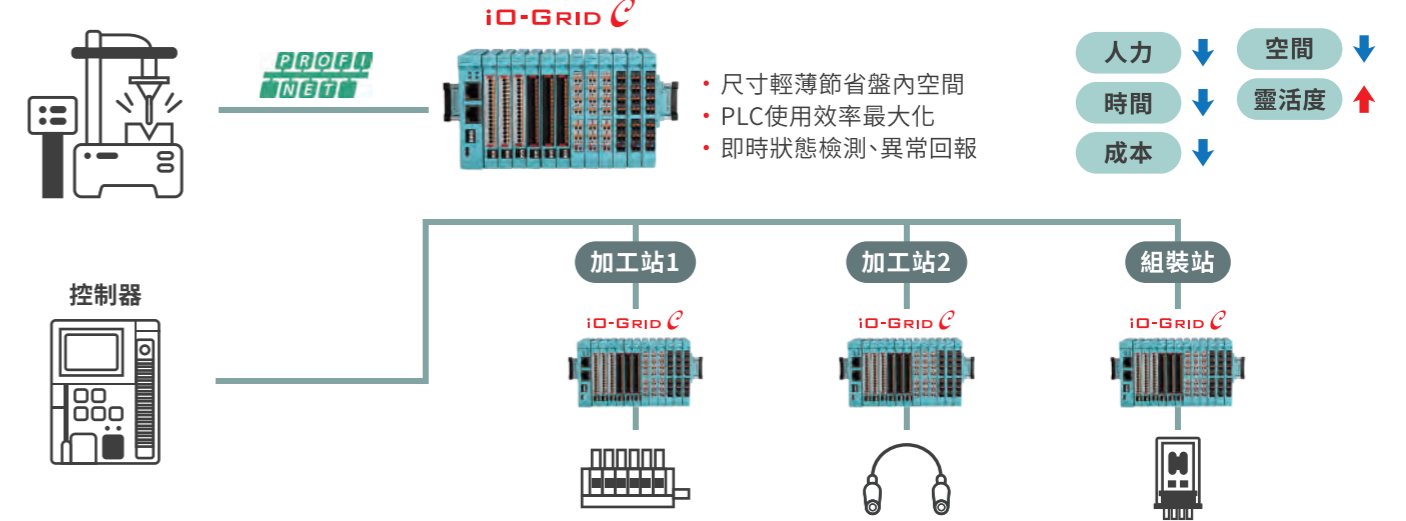 iO-GRID C
PROFI
NET
・尺寸輕薄節省盤內空間
・PLC使用效率最大化
・即時狀態檢測、異常回報
人力
空間
時間
靈活度
成本
控制器
加工站1
加工站2
組裝站
iO-GRID C
iO-GRID C
iO-GRID C